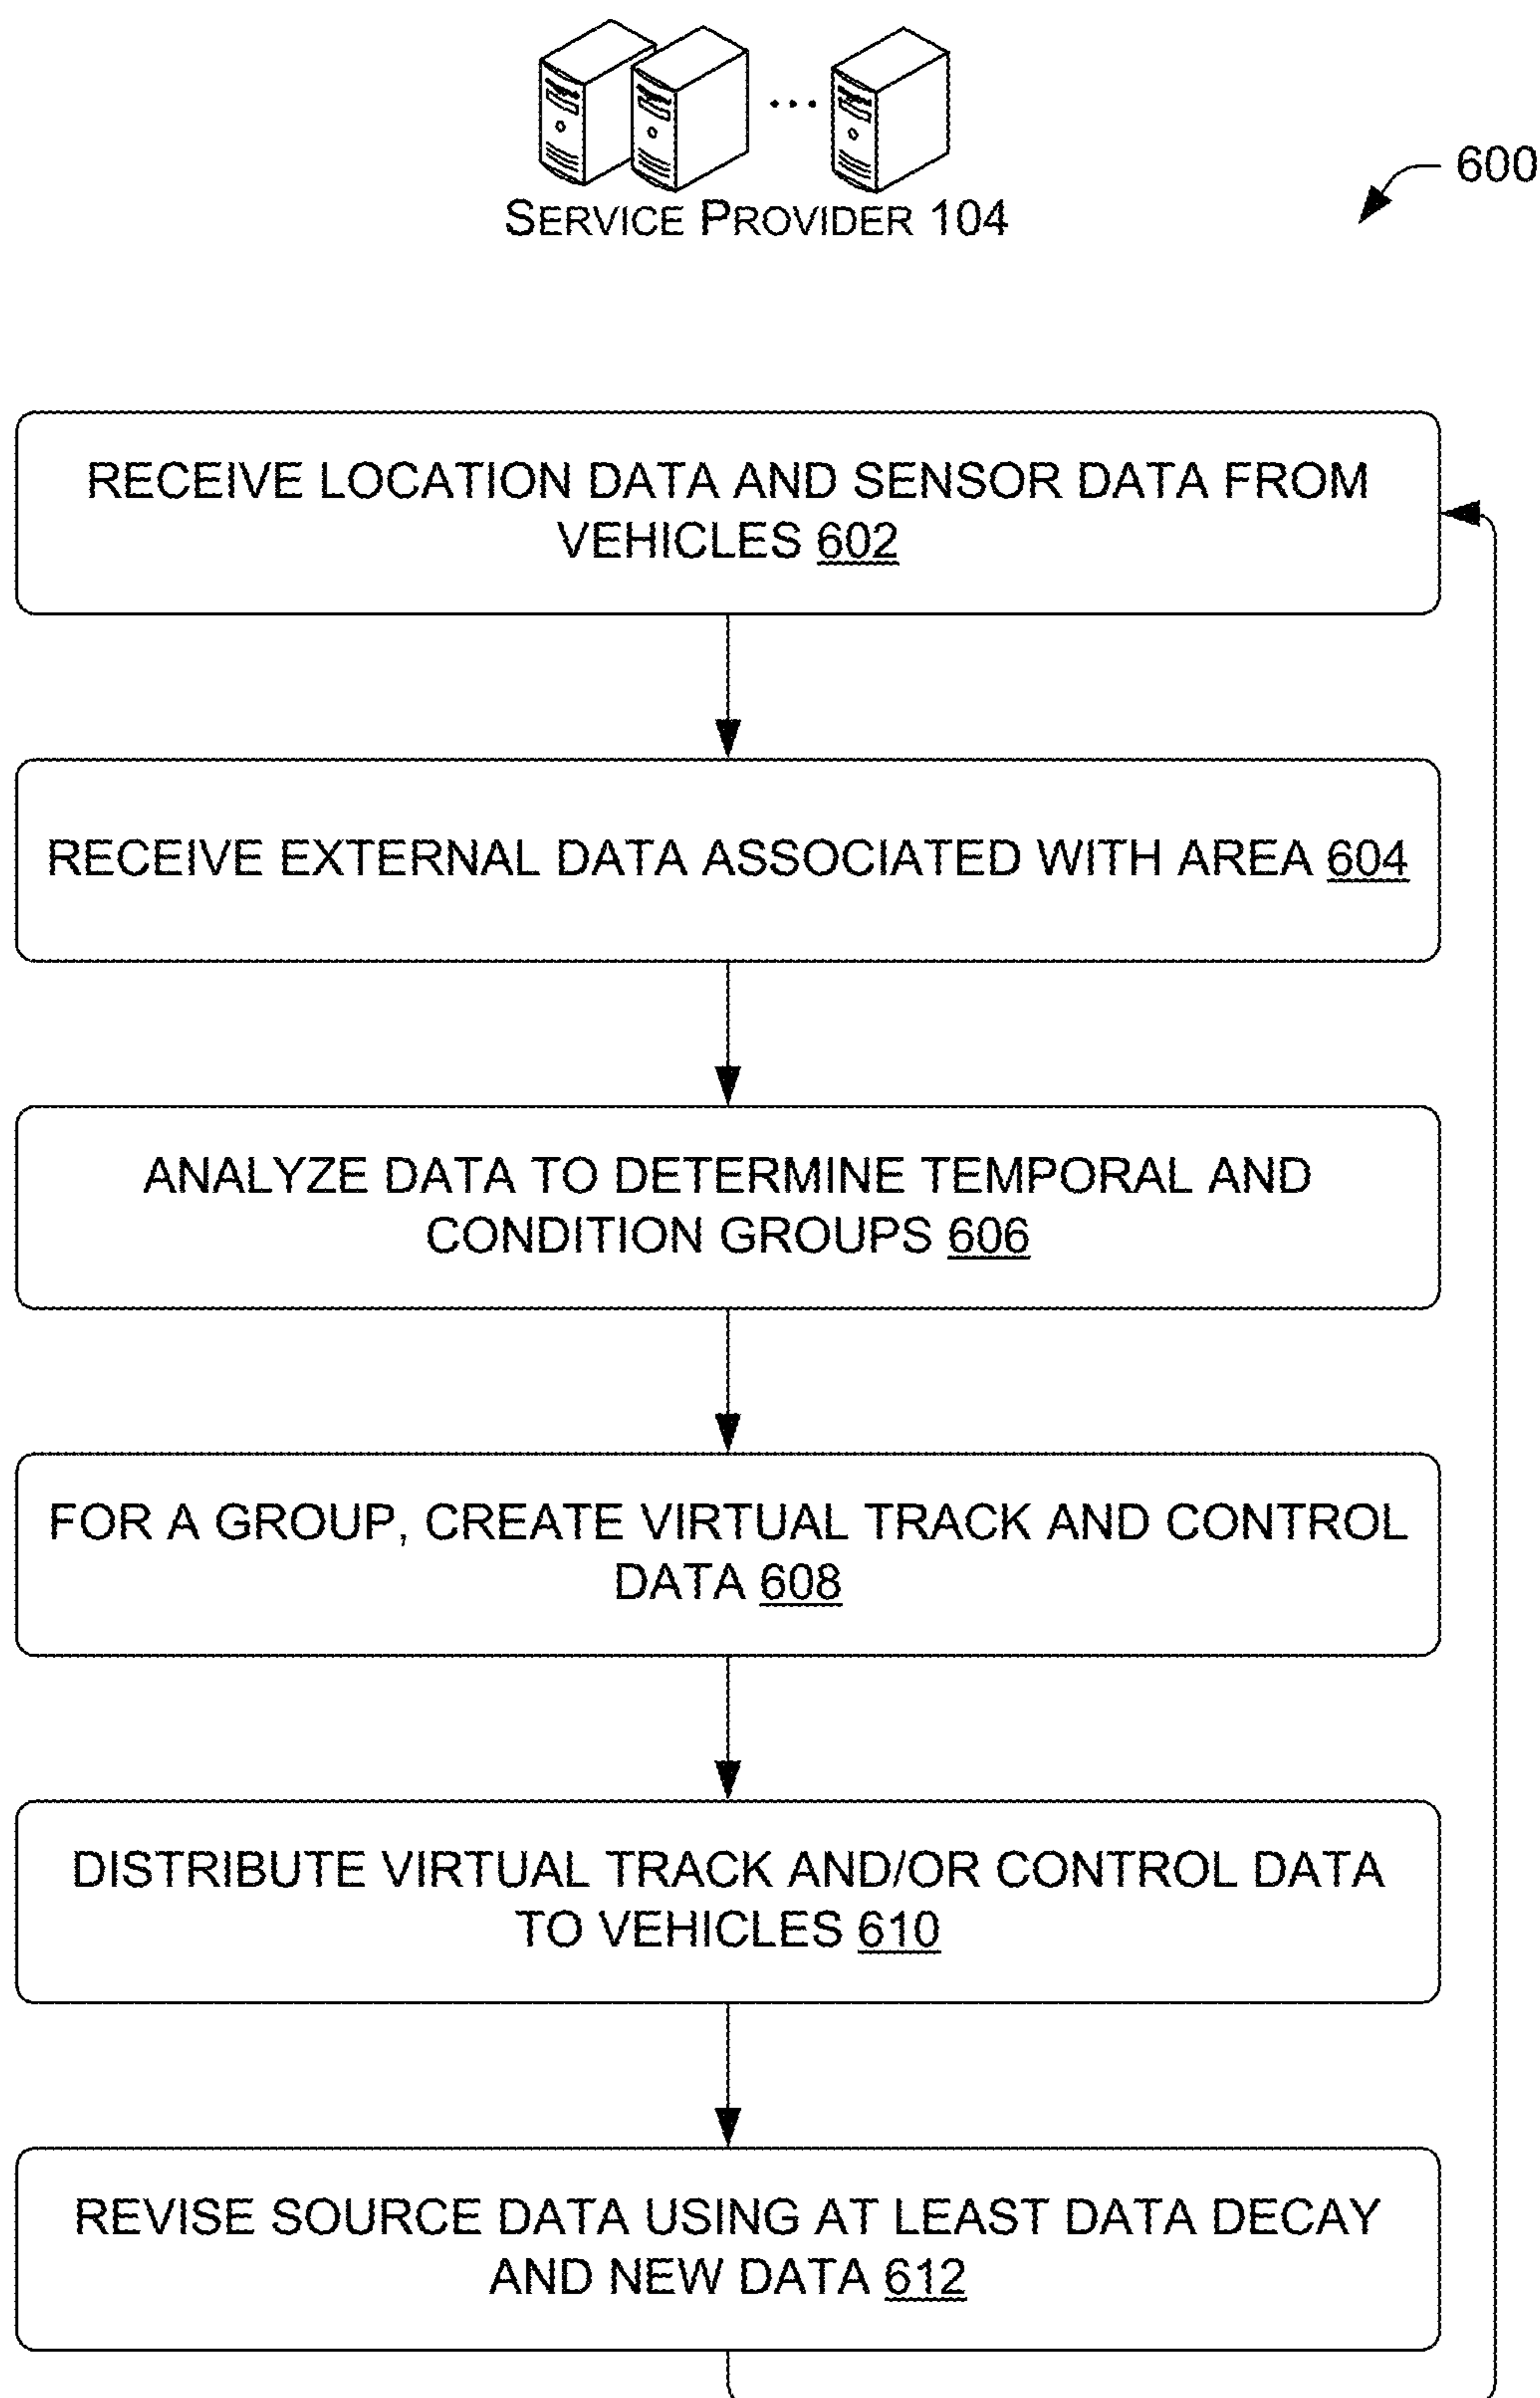 SERVICE PROVIDER 104
600
RECEIVE LOCATION DATA AND SENSOR DATA FROM
VEHICLES 602
RECEIVE EXTERNAL DATA ASSOCIATED WITH AREA 604
ANALYZE DATA TO DETERMINE TEMPORAL AND
CONDITION GROUPS 606
FOR A GROUP, CREATE VIRTUAL TRACK AND CONTROL
DATA 608
DISTRIBUTE VIRTUAL TRACK AND/OR CONTROL DATA
TO VEHICLES 610
REVISE SOURCE DATA USING AT LEAST DATA DECAY
AND NEW DATA 612